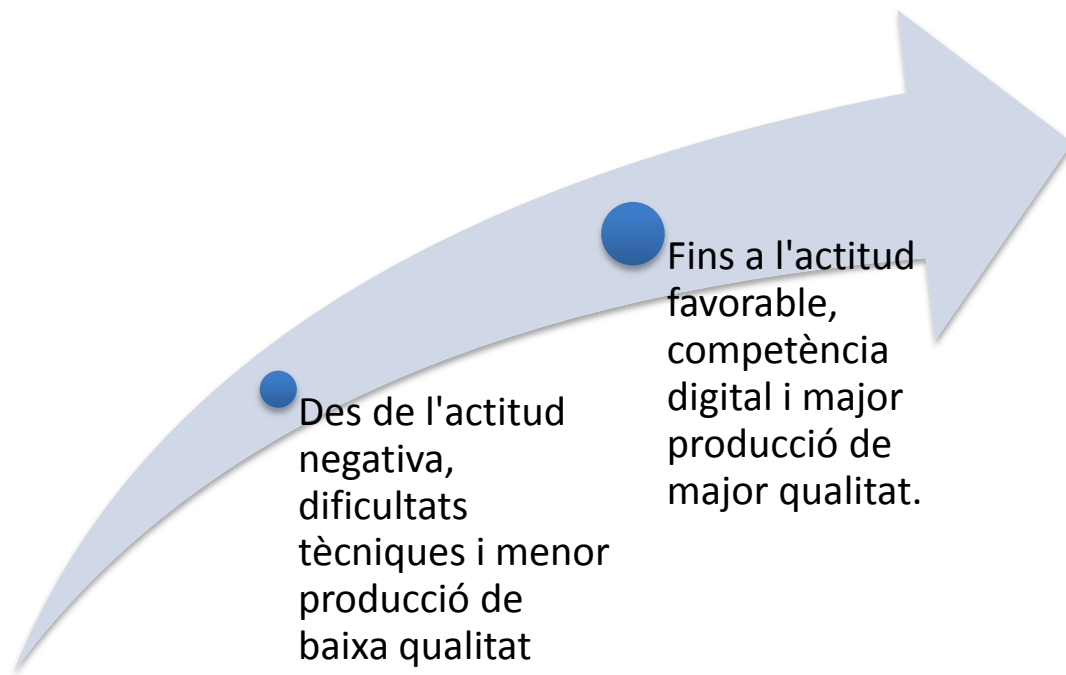 Des de l'actitud
negativa,
dificultats
tècniques i menor
producció de
baixa qualitat
Fins a l'actitud
favorable,
competència
digital i major
producció de
major qualitat.